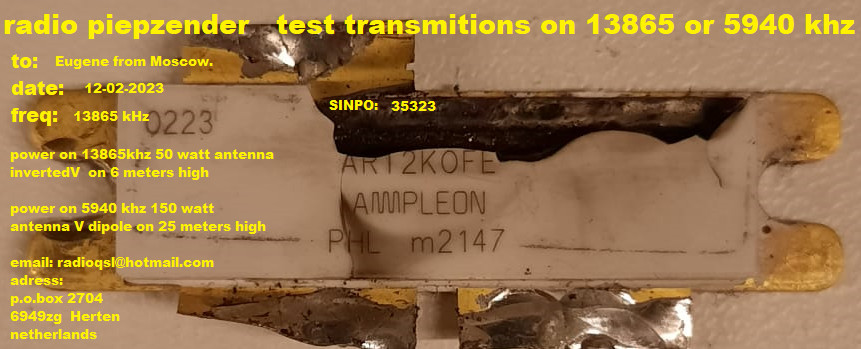 radio piepzender test transmitions on 13865 or 5940 khz
to: Eugene from Moscow.
date: 12-02-2023
freq: 13865 kHz
SINPO: 35323
power on 13865khz 50 watt antenna
invertedV on 6 meters high
power on 5940 khz 150 watt
antenna V dipole on 25 meters high
email: radioqsl@hotmail.com
adress:
p.o.box 2704
6949zg Herten
netherlands
0223
ART2K0FE
AMPLEON
PHL m2147